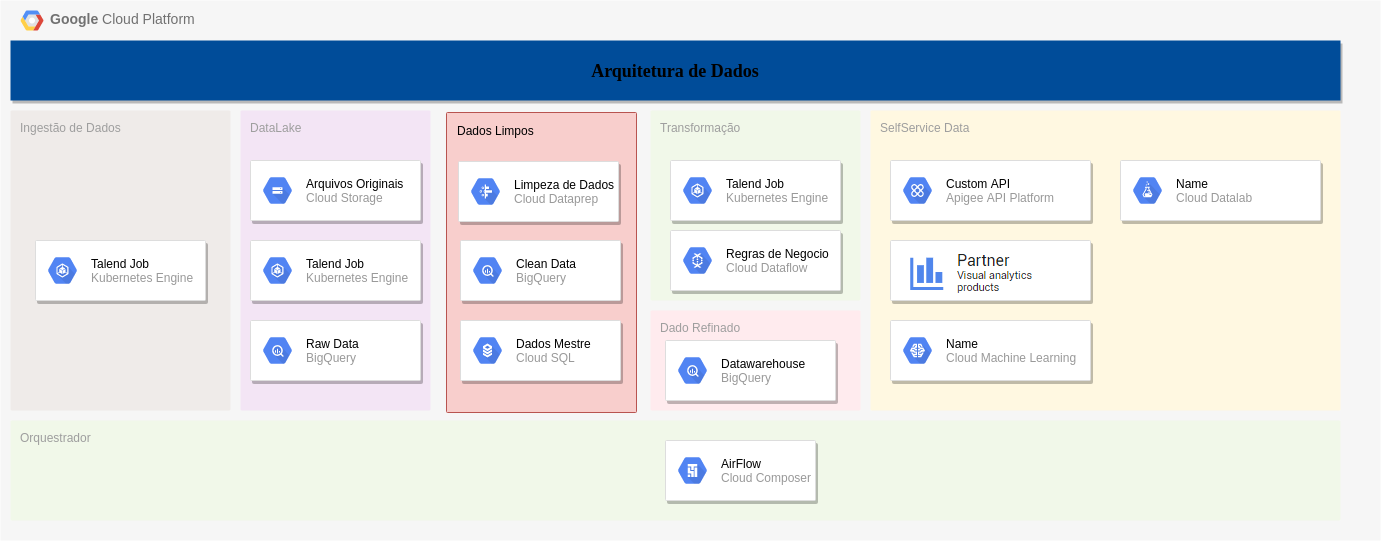 Google Cloud Platform
Arquitetura de Dados
Ingestão de Dados
Talend Job
Kubernetes Engine
DataLake
Arquivos Originais
Cloud Storage
Talend Job
Kubernetes Engine
Raw Data
BigQuery
Dados Limpos
Limpeza de Dados
Cloud Dataprep
Clean Data
BigQuery
Dados Mestre
Cloud SQL
Transformação
Talend Job
Kubernetes Engine
Regras de Negocio
Cloud Dataflow
Dado Refinado
Datawarehouse
BigQuery
SelfService Data
Custom API
Apigee API Platform
Name
Cloud Datalab
Partner
Visual analytics
products
Name
Cloud Machine Learning
Orquestrador
AirFlow
Cloud Composer